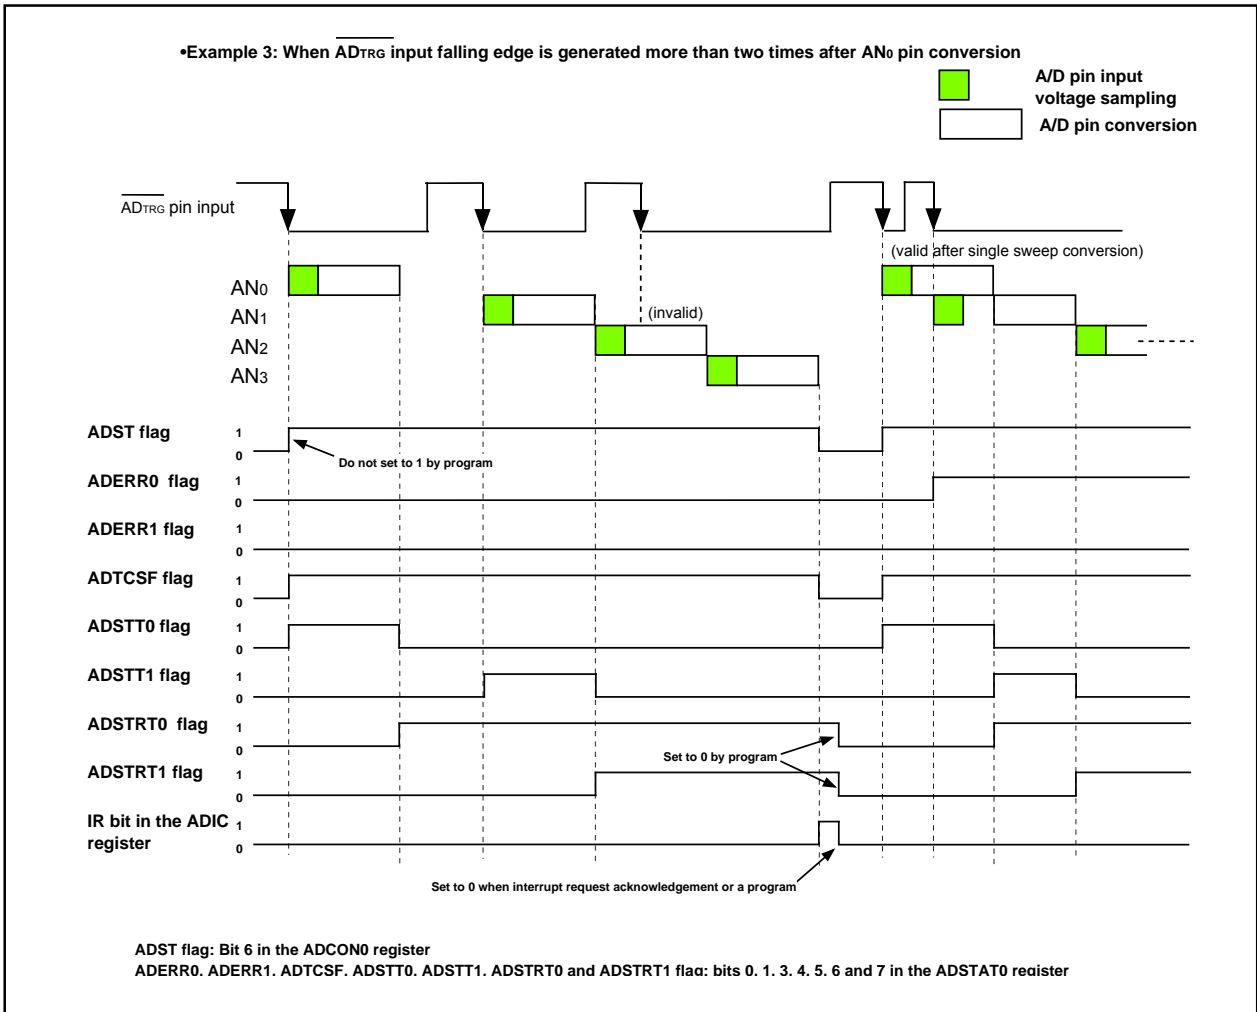 •Example 3: When ADTRG input falling edge is generated more than two times after AN0 pin conversion
A/D pin input
voltage sampling
A/D pin conversion
ADTRG pin input
(valid after single sweep conversion)
AN0
AN1
(invalid)
AN2
AN3
ADST flag
1
0
Do not set to 1 by program
ADERR0 flag
1
0
ADERR1 flag
1
0
ADTCSF flag
1
0
ADSTT0 flag
1
0
ADSTT1 flag
1
0
ADSTRT0 flag
1
0
Set to 0 by program
ADSTRT1 flag
1
0
IR bit in the ADIC
register
1
0
Set to 0 when interrupt request acknowledgement or a program
ADST flag: Bit 6 in the ADCON0 register
ADERR0. ADERR1. ADTCSF. ADSTT0. ADSTT1. ADSTRT0 and ADSTRT1 flag: bits 0. 1. 3. 4. 5. 6 and 7 in the ADSTAT0 register